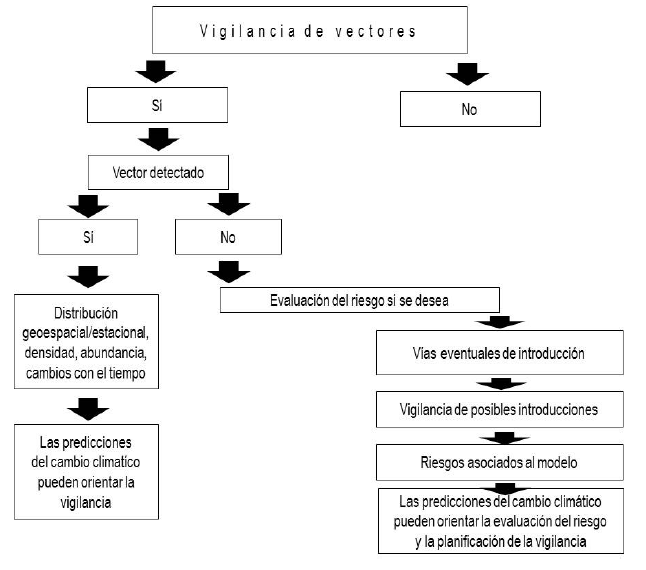 Vigilancia de vectores
Sí
No
Vector detectado
Sí
No
Distribución
geoespacial/estacional,
densidad, abundancia,
cambios con el tiempo
Las predicciones
del cambio climatico
pueden orientar la
vigilancia
Evaluación del riesgo si se desea
Vías eventuales de introducción
Vigilancia de posibles introducciones
Riesgos asociados al modelo
Las predicciones del cambio climático
pueden orientar la evaluación del riesgo
y la planificación de la vigilancia